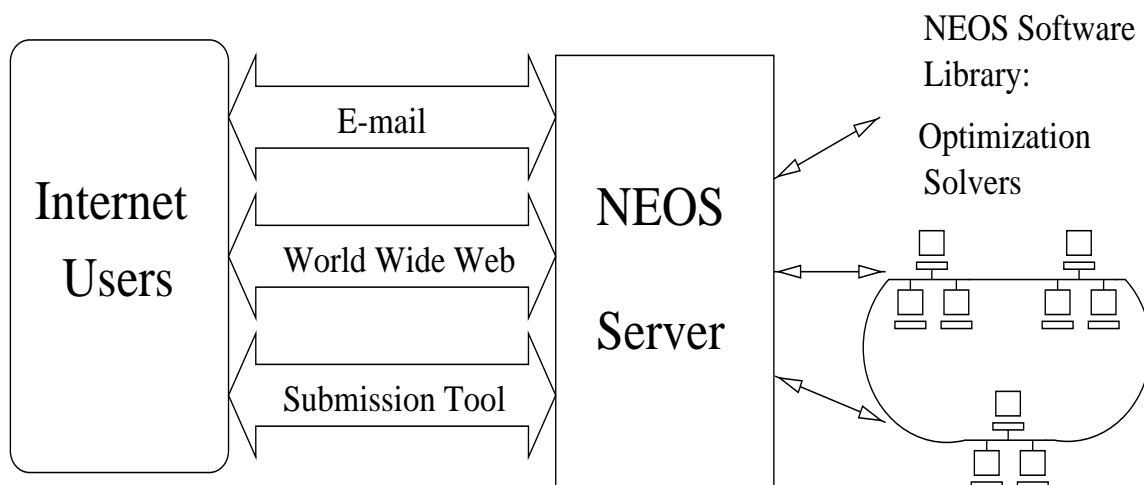 Internet
Users
E-mail
World Wide Web
Submission Tool
NEOS
Server
NEOS Software
Library:
Optimization
Solvers